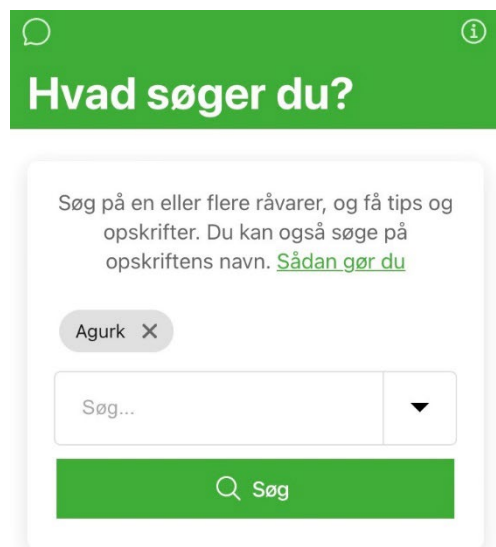 Hvad søger du?
Søg på en eller flere råvarer, og få tips og
opskrifter. Du kan også søge på
opskriftens navn. Sådan gør du
Agurk
Søg...
Søg